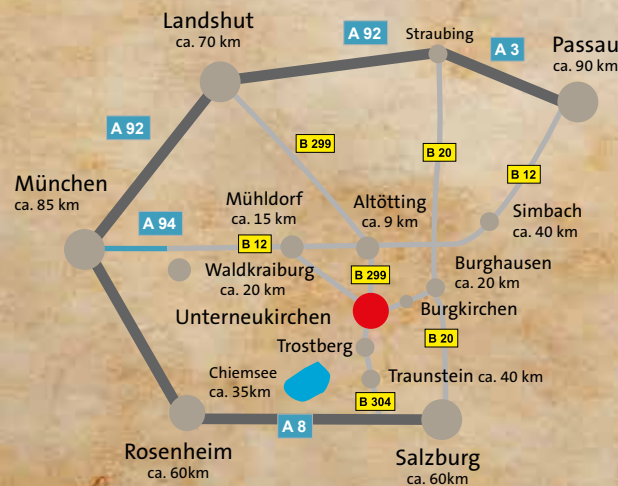 Landshut
ca. 70 km
A 92
Straubing
A 3
Passau
ca. 90 km
A 92
B 299
B 20
B 12
München
ca. 85 km
A 94
Mühldorf
ca. 15 km
Altötting
ca. 9 km
Simbach
ca. 40 km
B 12
Waldkraiburg
ca. 20 km
B 299
Burghausen
ca. 20 km
Burgkirchen
Unterneukirchen
B 20
Trostberg
Chiemsee
ca. 35km
Traunstein ca. 40 km
B 304
A 8
Rosenheim
ca. 60km
Salzburg
ca. 60km